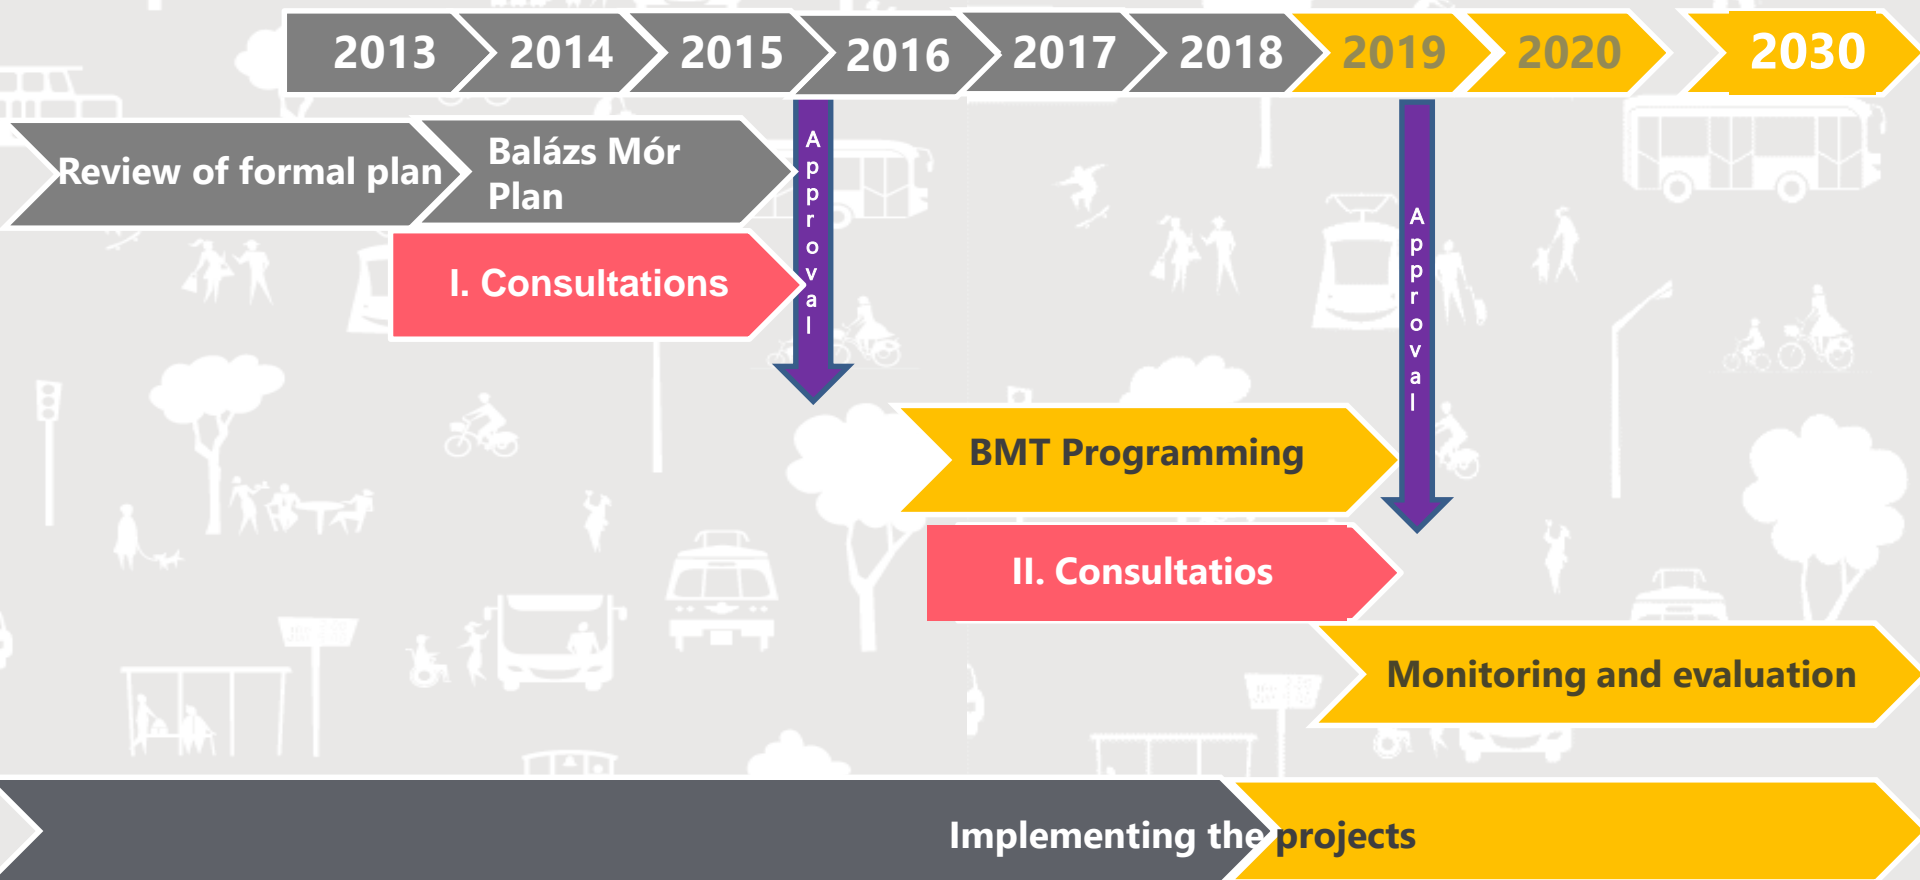 2013 2014 2015 2016 2017 2018 2019 2020 2030
Review of formal plan
Balázs Mór
Plan
Approval
I. Consultations
Approval
BMT Programming
II. Consultatios
Monitoring and evaluation
Implementing the projects